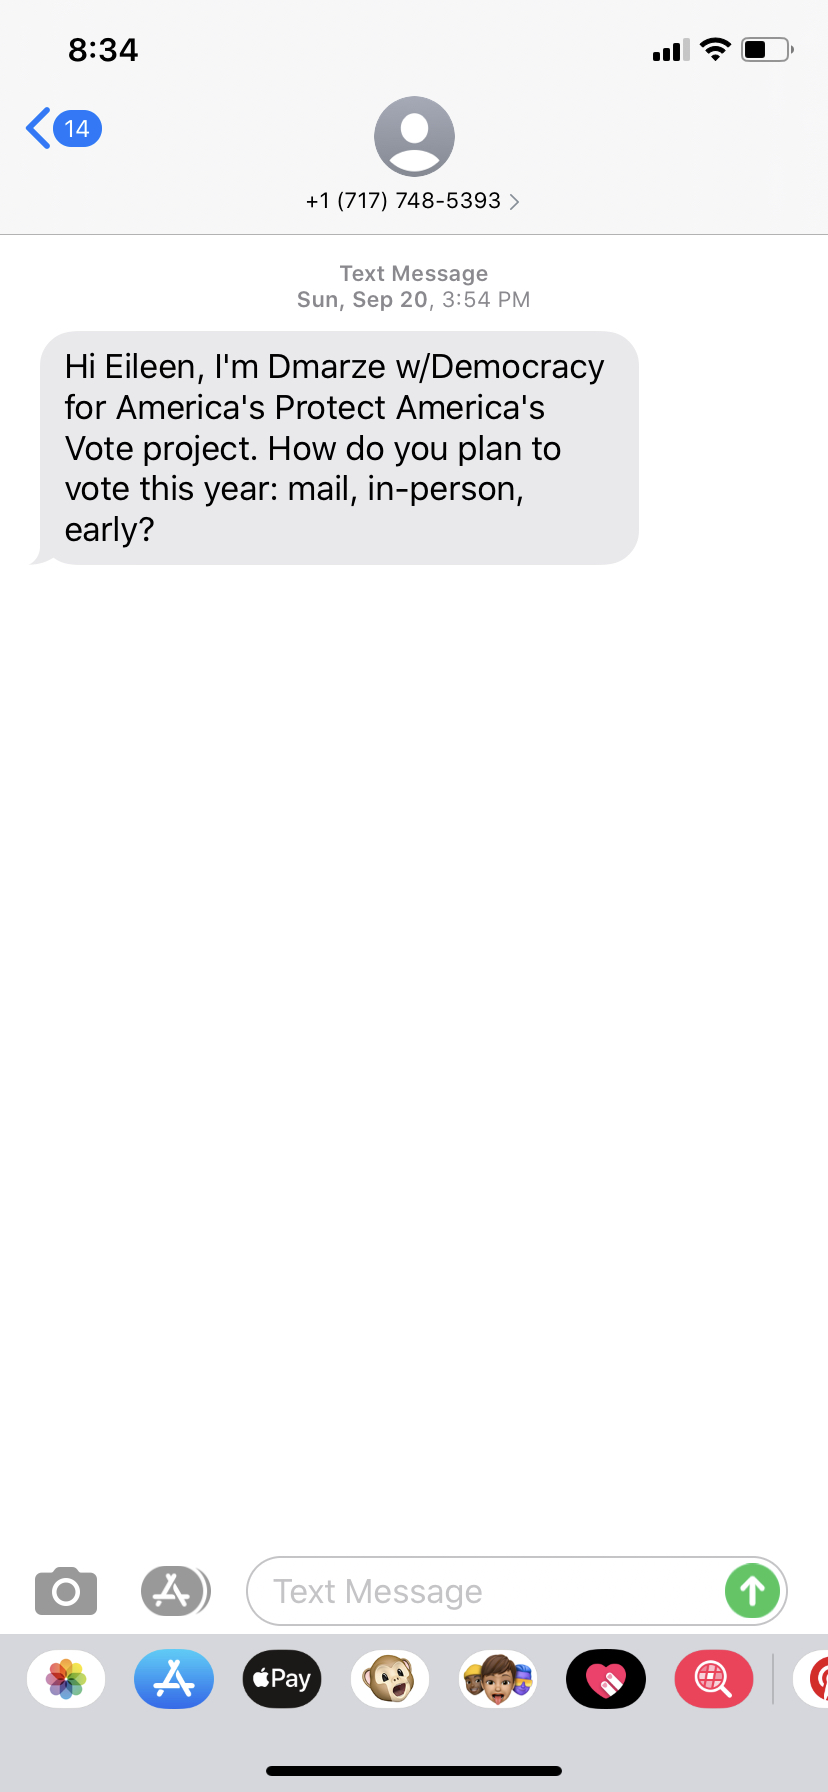 8:34
14
+1 (717) 748-5393
Text Message
Sun, Sep 20, 3:54 PM
Hi Eileen, I'm Dmarze w/Democracy
for America's Protect America's
Vote project. How do you plan to
vote this year: mail, in-person,
early?
Text Message
Pay